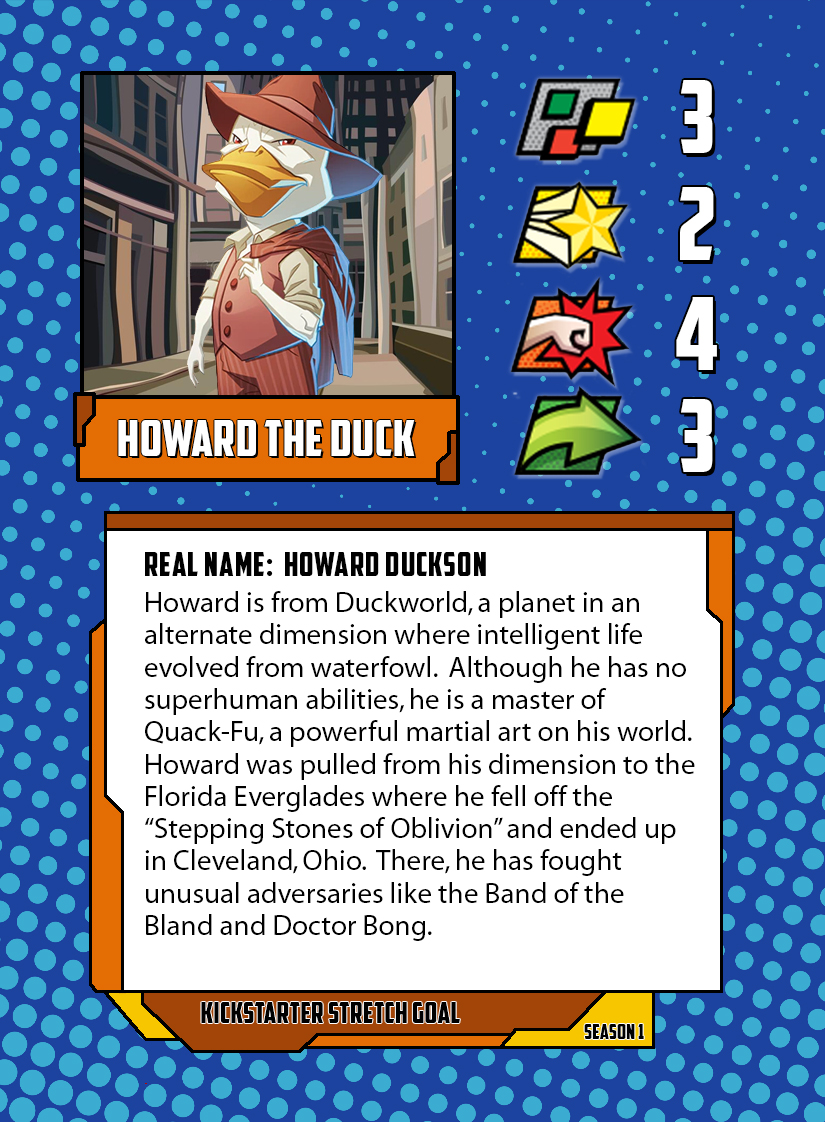 3
2
4
3
HOWARD THE DUCK
REAL NAME: HOWARD DUCKSON
Howard is from Duckworld, a planet in an
alternate dimension where intelligent life
evolved from waterfowl. Although he has no
superhuman abilities, he is a master of
Quack-Fu, a powerful martial art on his world.
Howard was pulled from his dimension to the
Florida Everglades where he fell off the
“Stepping Stones of Oblivion” and ended up
in Cleveland, Ohio. There, he has fought
unusual adversaries like the Band of the
Bland and Doctor Bong.
KICKSTARTER STRETCH GOAL
SEASON 1